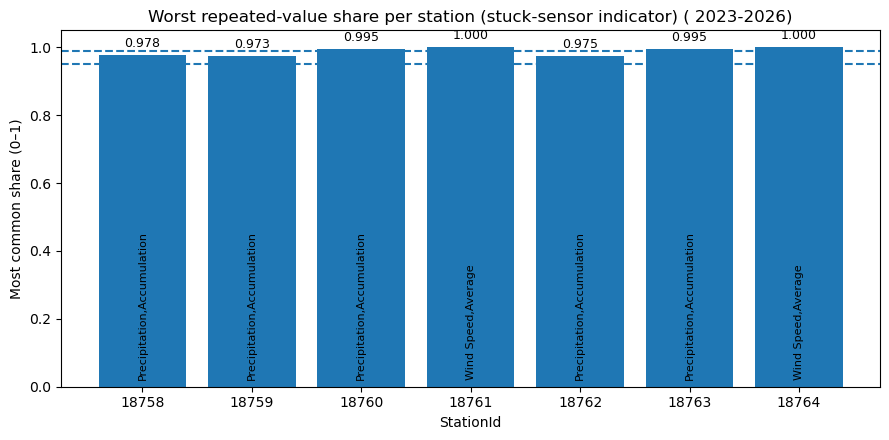 Worst repeated-value share per station (stuck-sensor indicator) ( 2023-2026)
Most common share (0–1)
1.0
0.8
0.6
0.4
0.2
0.0
0.978
0.973
0.995
1.000
0.975
0.995
1.000
Precipitation,Accumulation
Precipitation,Accumulation
Precipitation,Accumulation
Wind Speed,Average
Precipitation,Accumulation
Precipitation,Accumulation
Wind Speed,Average
18758
18759
18760
18761
18762
18763
18764
StationId